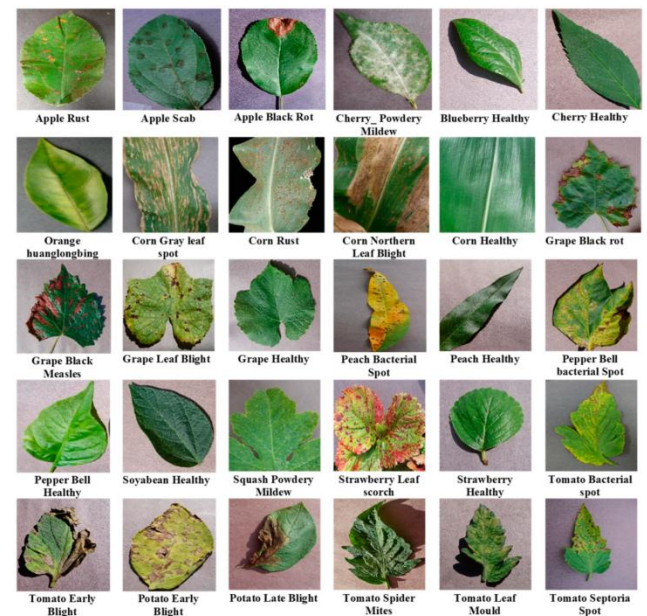 Apple Rust
Apple Scab
Apple Black Rot
Cherry_ Powdery
Mildew
Blueberry Healthy
Cherry Healthy
Orange
huanglongbing
Corn Gray leaf
spot
Corn Rust
Corn Northern
Leaf Blight
Corn Healthy
Grape Black rot
Grape Black
Measles
Grape Leaf Blight
Grape Healthy
Peach Bacterial
Spot
Peach Healthy
Pepper Bell
bacterial Spot
Pepper Bell
Healthy
Soyabean Healthy
Squash Powdery
Mildew
Strawberry Leaf
scorch
Strawberry
Healthy
Tomato Bacterial
spot
Tomato Early
Blight
Potato Early
Blight
Potato Late Blight
Tomato Spider
Mites
Tomato Leaf
Mould
Tomato Septoria
Spot